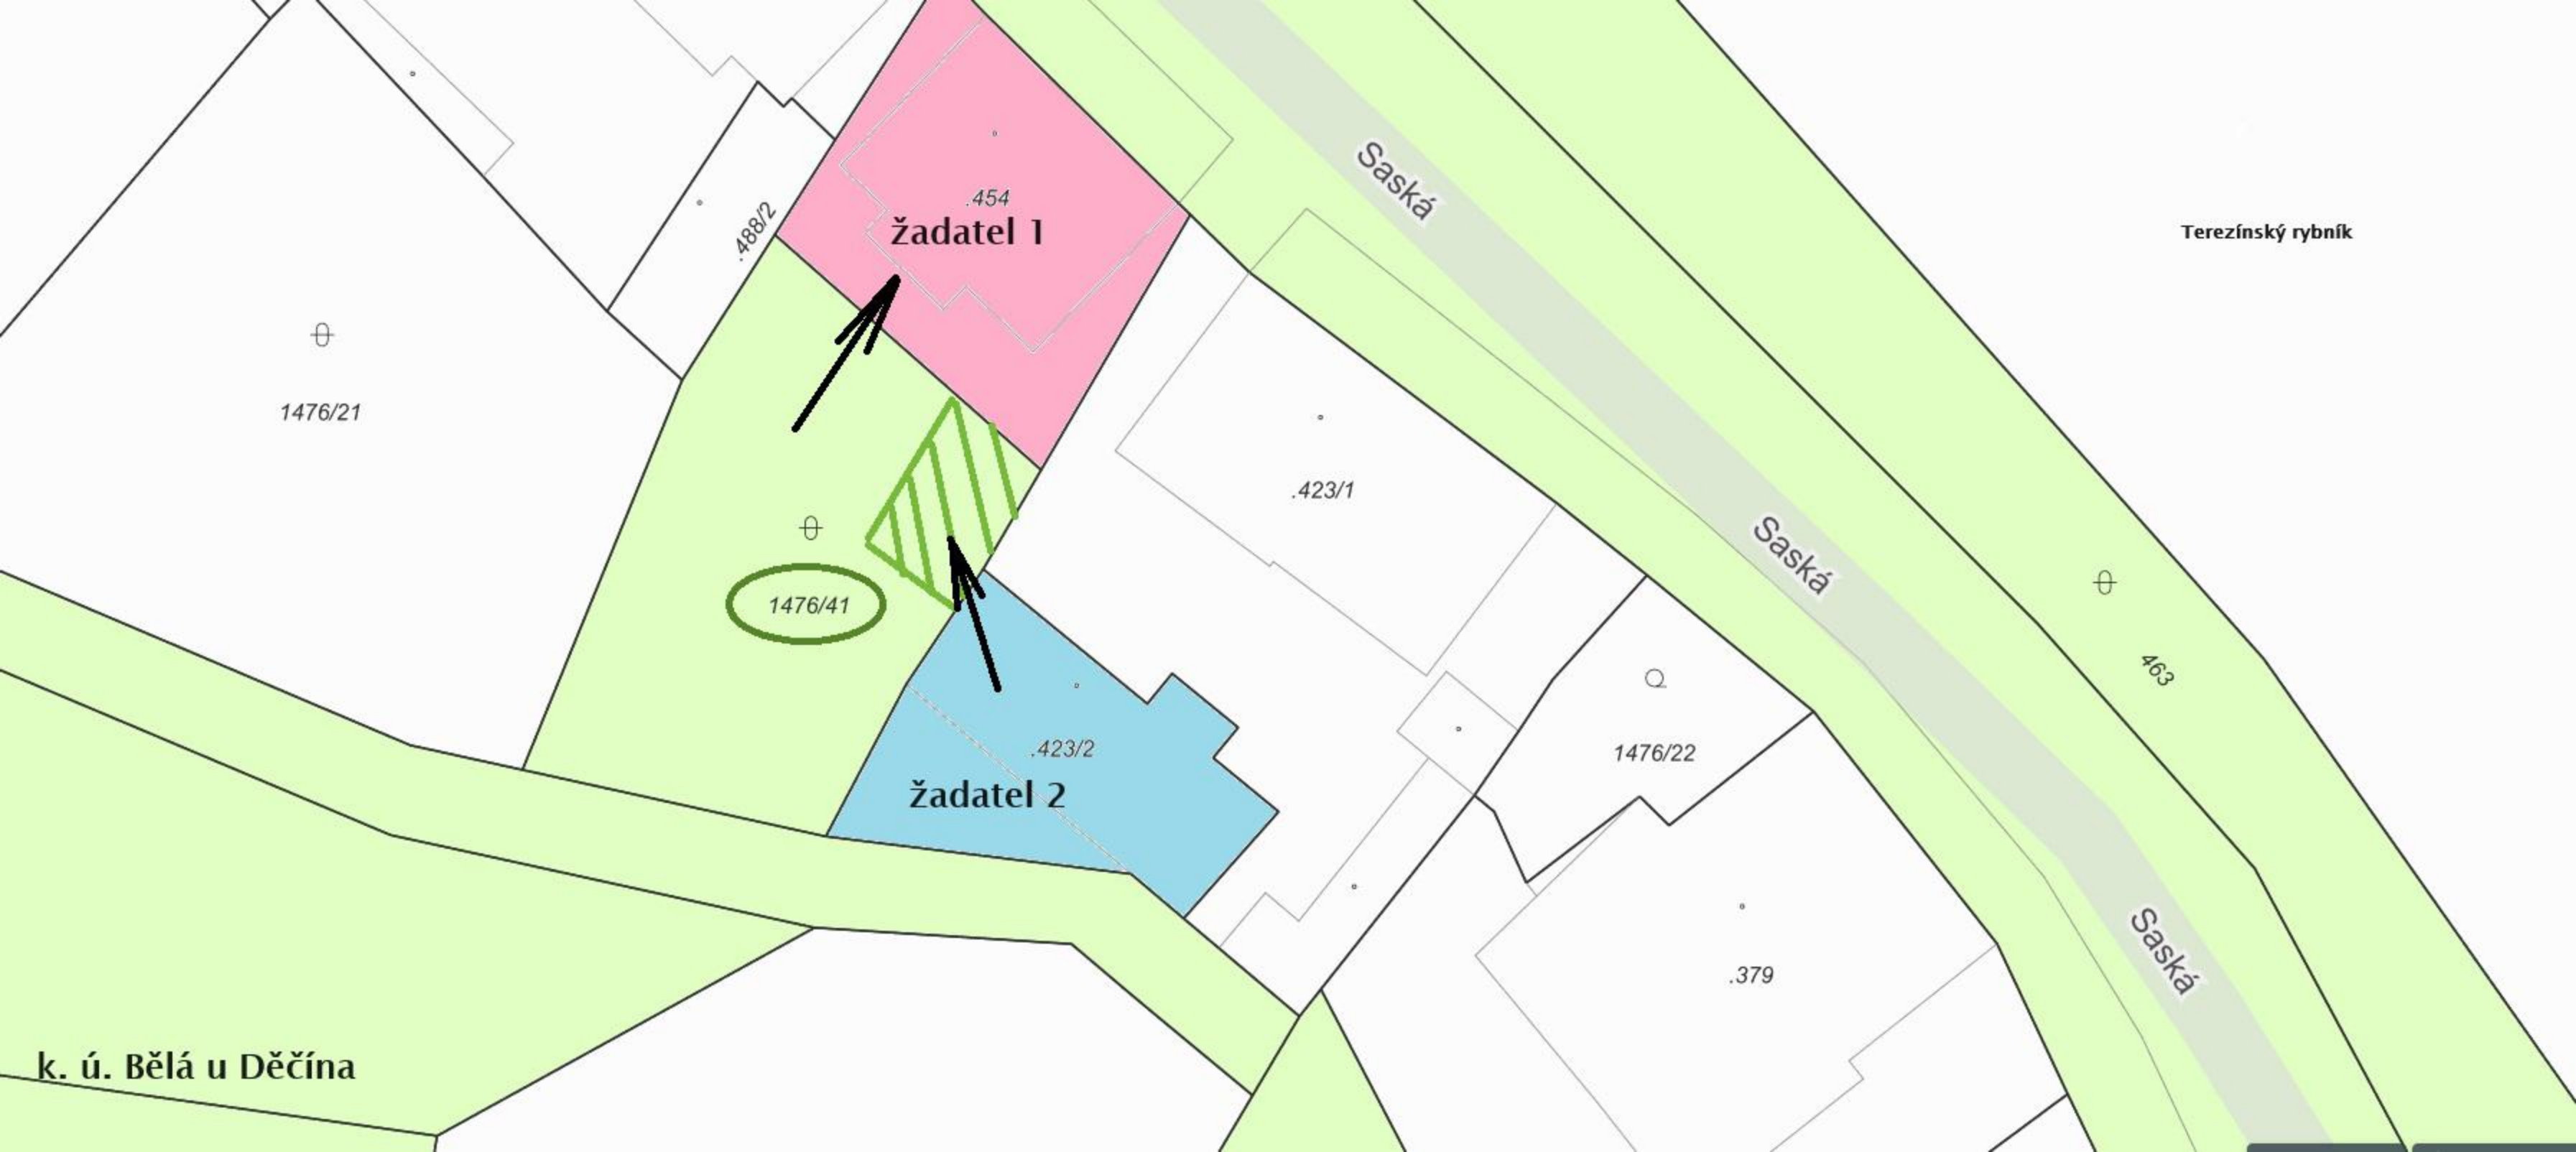 Saská
.488/2
.454
žadatel 1
Terezínský rybník
1476/21
.423/1
Saská
1476/41
463
.423/2
1476/22
žadatel 2
Saská
.379
k. ú. Bělá u Děčína